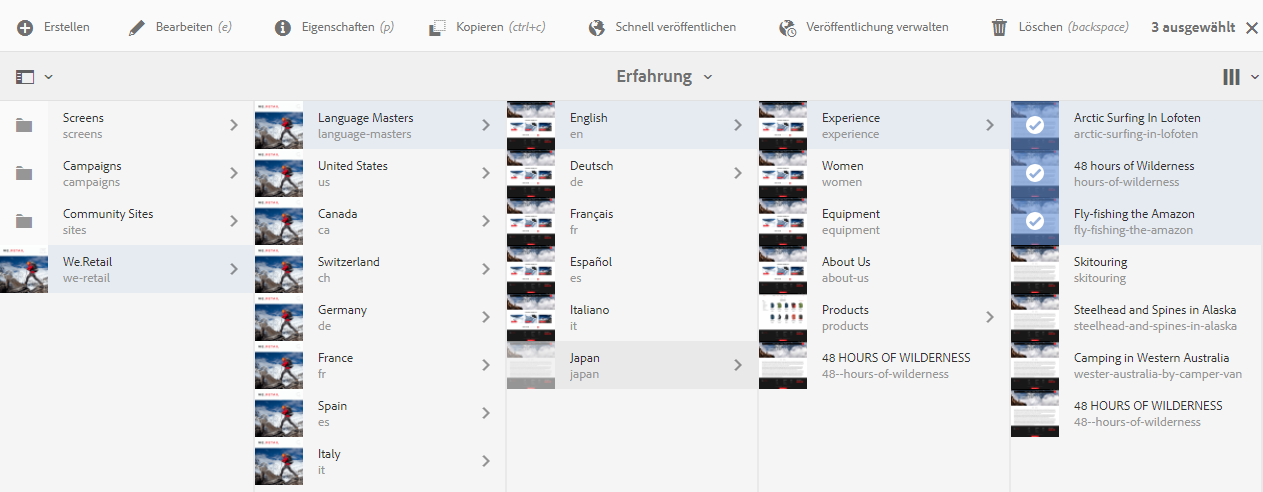 Erstellen
Bearbeiten (e)
Eigenschaften (p)
Kopieren (ctrl+c)
Schnell veröffentlichen
Veröffentlichung verwalten
Löschen (backspace)
3 ausgewählt
Erfahrung
Screens
screens
Campaigns
campaigns
Community Sites
sites
We.Retail
we-retail
Language Masters
language-masters
United States
us
Canada
ca
Switzerland
ch
Germany
de
France
fr
Spain
es
Italy
it
English
en
Deutsch
de
Français
fr
Español
es
Italiano
it
Japan
japan
Experience
experience
Women
women
Equipment
equipment
About Us
about-us
Products
products
48 HOURS OF WILDERNESS
48--hours-of-wilderness
Arctic Surfing In Lofoten
arctic-surfing-in-lofoten
48 hours of Wilderness
hours-of-wilderness
Fly-fishing the Amazon
fly-fishing-the-amazon
Skitouring
skitouring
Steelhead and Spines in Alaska
steelhead-and-spines-in-alaska
Camping in Western Australia
wester-australia-by-camper-van
48 HOURS OF WILDERNESS
48--hours-of-wilderness